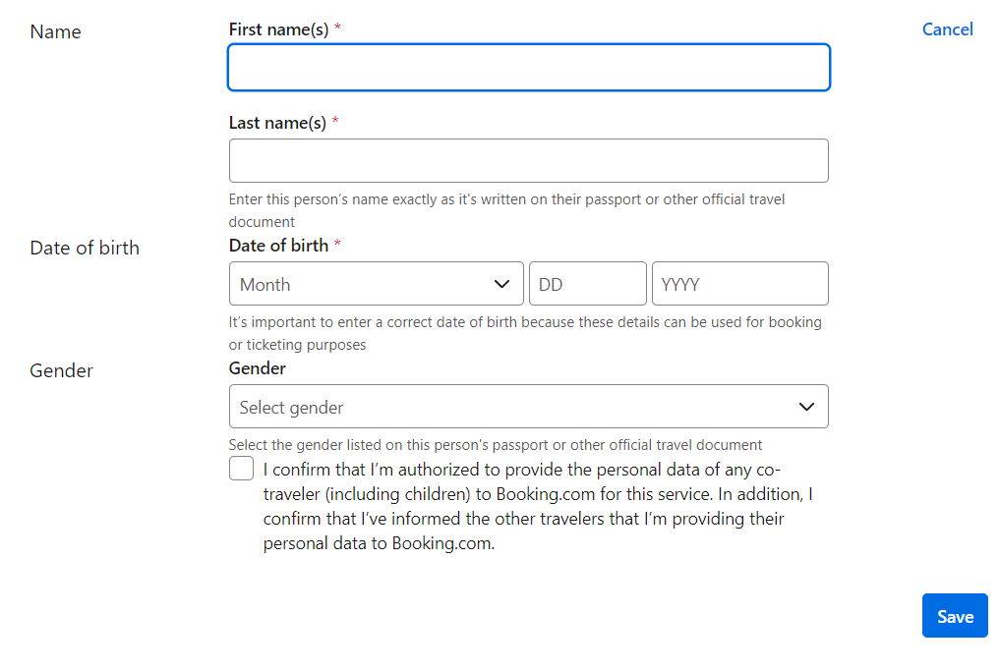 Name
First name(s) *
Cancel
Last name(s) *
Enter this person’s name exactly as it's written on their passport or other official travel
document
Date of birth
Date of birth *
Month
DD
YYYY
It’s important to enter a correct date of birth because these details can be used for booking
or ticketing purposes
Gender
Gender
Select gender
Select the gender listed on this person's passport or other official travel document
I confirm that I’m authorized to provide the personal data of any co-
traveler (including children) to Booking.com for this service. In addition, I
confirm that I’ve informed the other travelers that I’m providing their
personal data to Booking.com.
Save